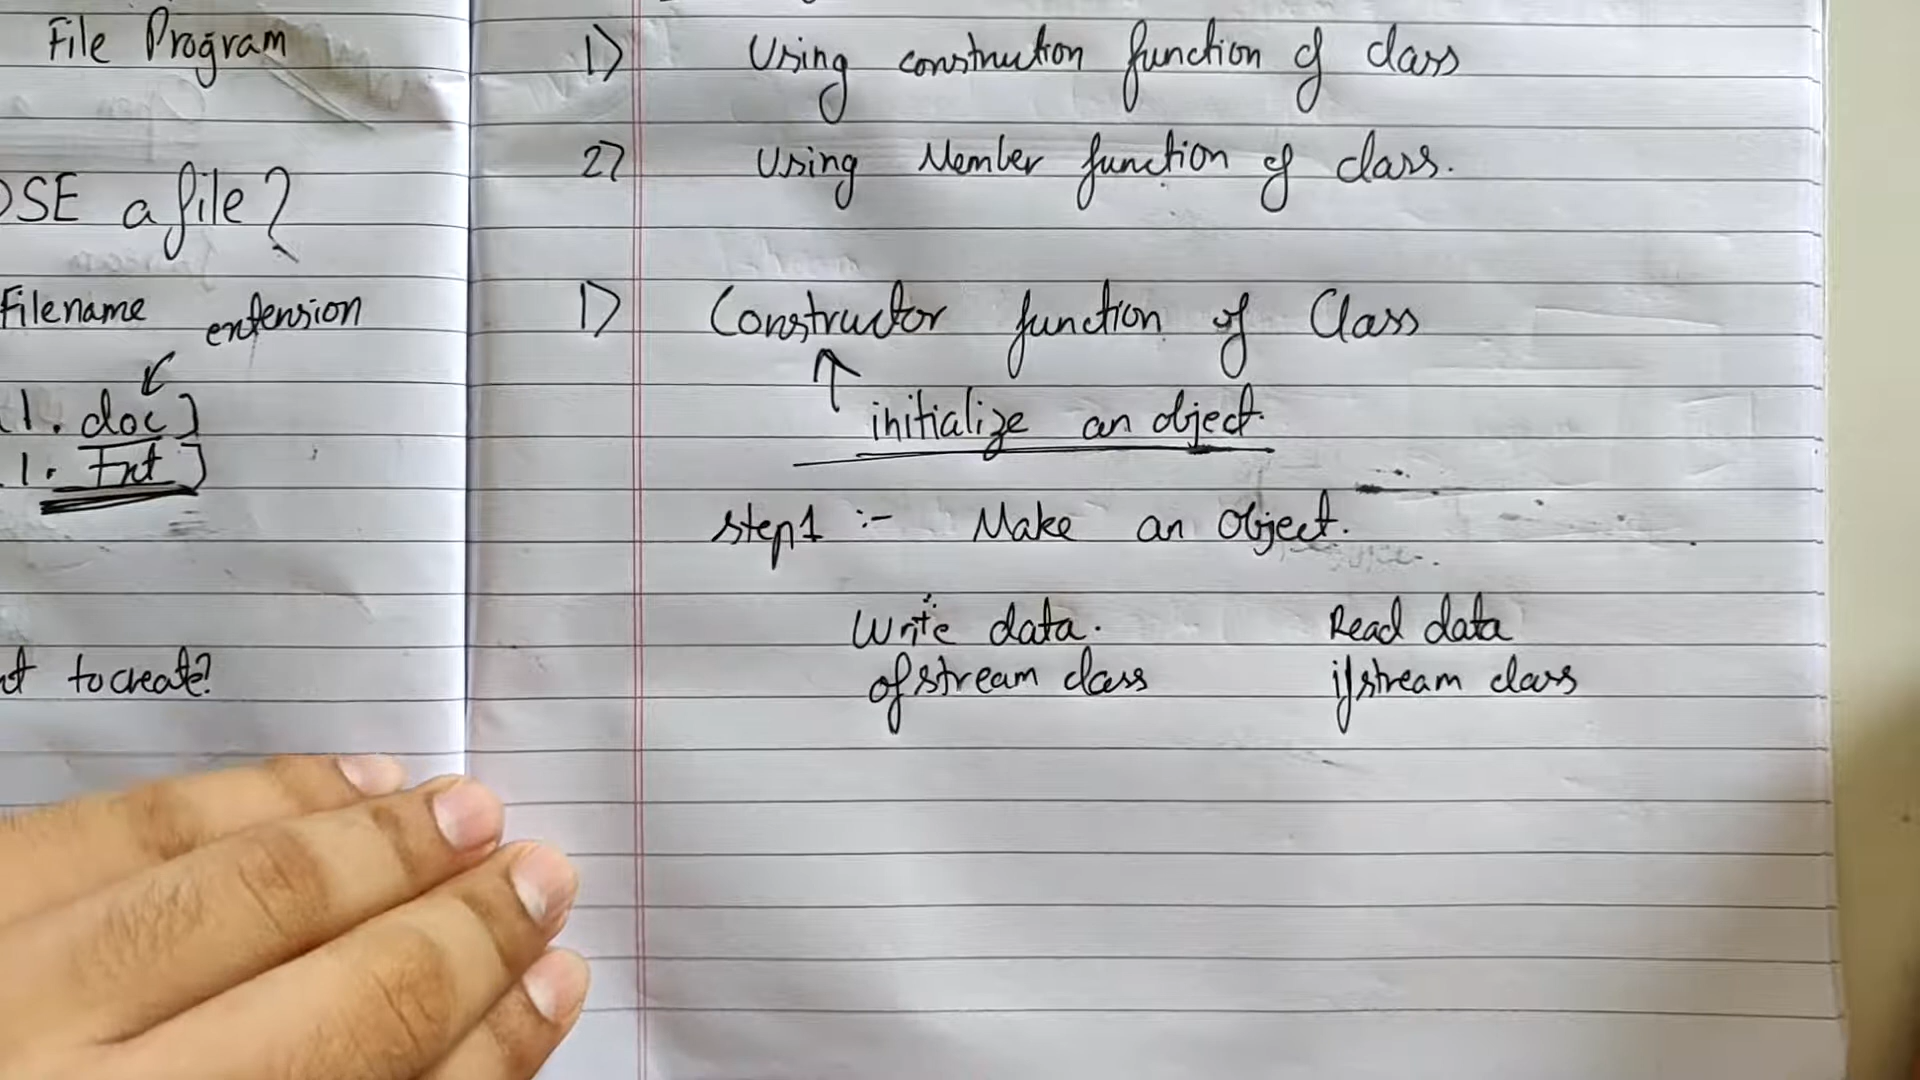 File Program
OSE a file?
Filename extension
1. doc]
1. txt]
to create?
1) Using construction function of class
2) Using Member function of class.
1) Constructor function of Class
initialize an object.
step1 :- Make an Object.
Write data. Read data
ofstream class ifstream class